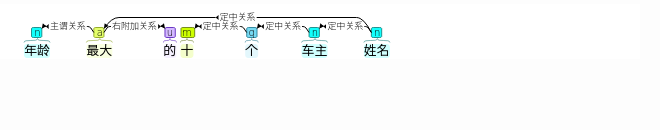 定中关系
主谓关系 右附加关系 定中关系 定中关系 定中关系
n a u m q n n
年龄 最大 的 十 个 车主 姓名